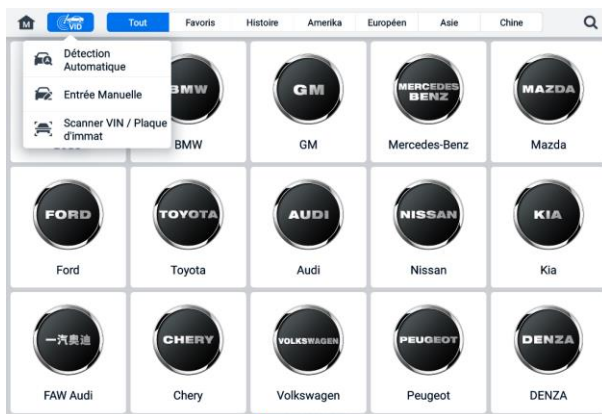 M VID Tout Favoris Histoire Amerika Européen Asie Chine
Détection
Automatique
Entrée Manuelle
Scanner VIN / Plaque
d'immat
BMW GM MERCEDES BENZ MAZDA
BMW GM Mercedes-Benz Mazda
FORD TOYOTA AUDI NISSAN KIA
Ford Toyota Audi Nissan Kia
一汽奥迪 CHERY VOLKSWAGEN PEUGEOT DENZA
FAW Audi Chery Volkswagen Peugeot DENZA